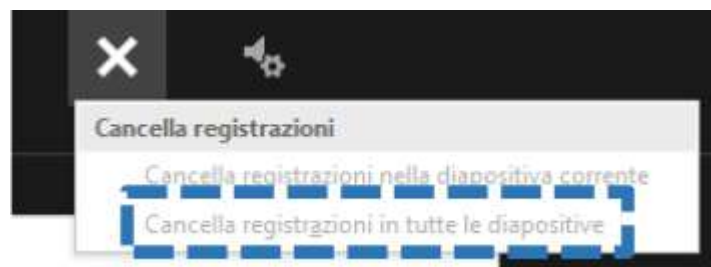 Cancella registrazioni
Cancella registrazioni nella diapositiva corrente
Cancella registrazioni in tutte le diapositive